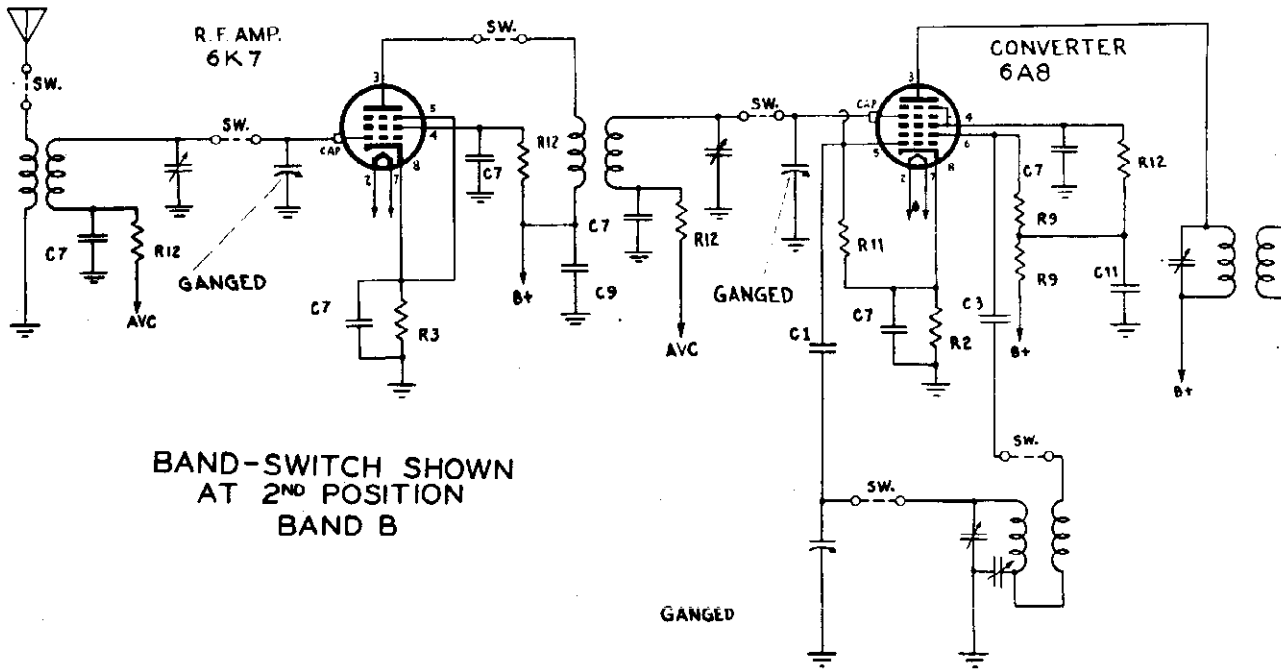 R.F. AMP.
6K7
SW.
SW.
SW.
CAP
3
5
4
8
2
7
C7
R12
AVC
GANGED
C7
R3
C7
R12
B+
C9
C7
R12
AVC
SW.
GANGED
CONVERTER
6A8
CAP
3
4
6
5
8
2
7
R11
C1
C7
R2
C7
R12
R9
R9
C11
C3
B+
B+
SW.
SW.
GANGED
BAND-SWITCH SHOWN
AT 2ND POSITION
BAND B